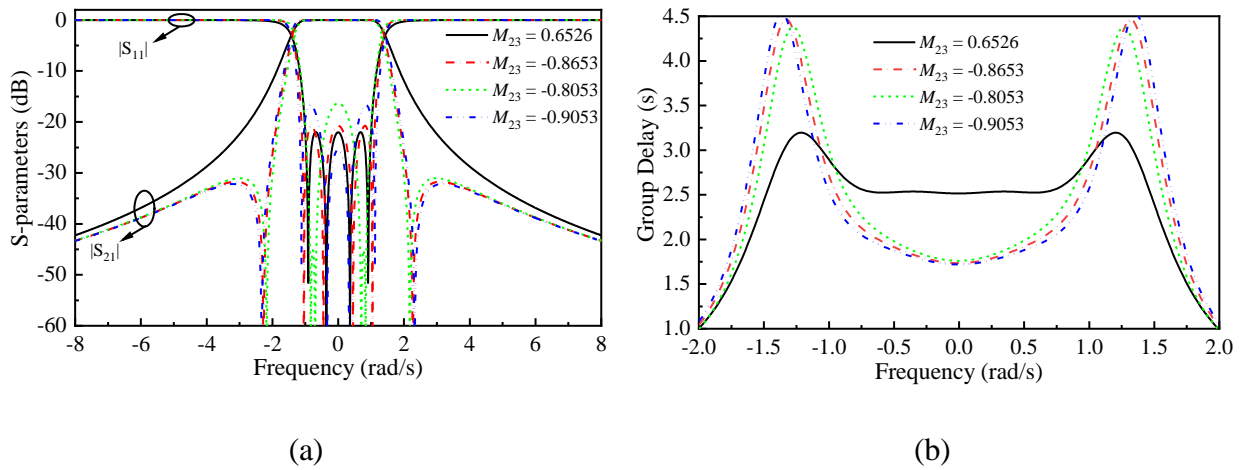 0
-10
-20
-30
-40
-50
-60
-8
-6
-4
-2
0
2
4
6
8
S-parameters (dB)
Frequency (rad/s)
|S11|
|S21|
M23 = 0.6526
M23 = -0.8653
M23 = -0.8053
M23 = -0.9053
(a)
4.5
4.0
3.5
3.0
2.5
2.0
1.5
1.0
-2.0
-1.5
-1.0
-0.5
0.0
0.5
1.0
1.5
2.0
Group Delay (s)
Frequency (rad/s)
M23 = 0.6526
M23 = -0.8653
M23 = -0.8053
M23 = -0.9053
(b)